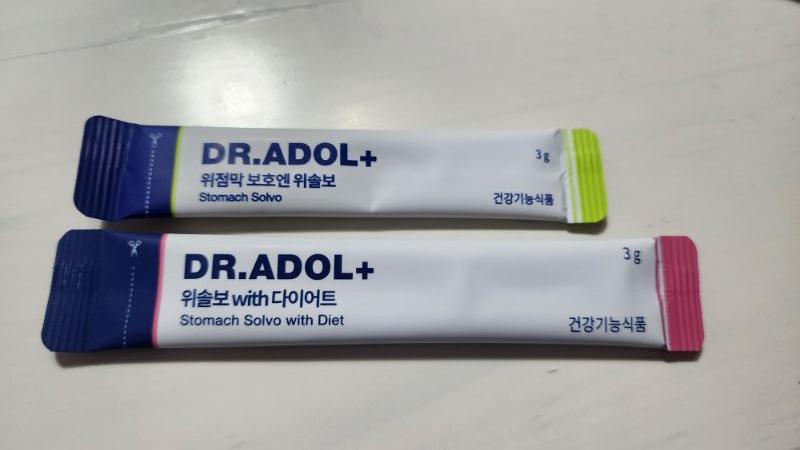 DR.ADOL+
위점막 보호엔 위솔보
Stomach Solvo
3g
건강기능식품
DR.ADOL+
위솔보 with 다이어트
Stomach Solvo with Diet
3g
건강기능식품